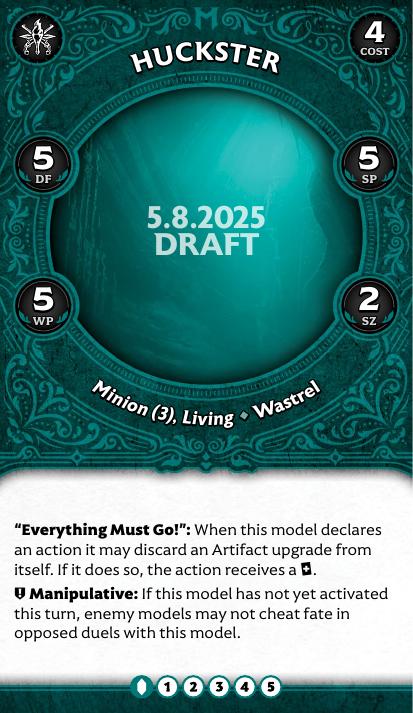 HUCKSTER
4
COST
5
DF
5
SP
5.8.2025
DRAFT
5
WP
2
SZ
Minion (3), Living ◆ Wastrel
“Everything Must Go!”: When this model declares
an action it may discard an Artifact upgrade from
itself. If it does so, the action receives a .
Manipulative: If this model has not yet activated
this turn, enemy models may not cheat fate in
opposed duels with this model.
1 2 3 4 5